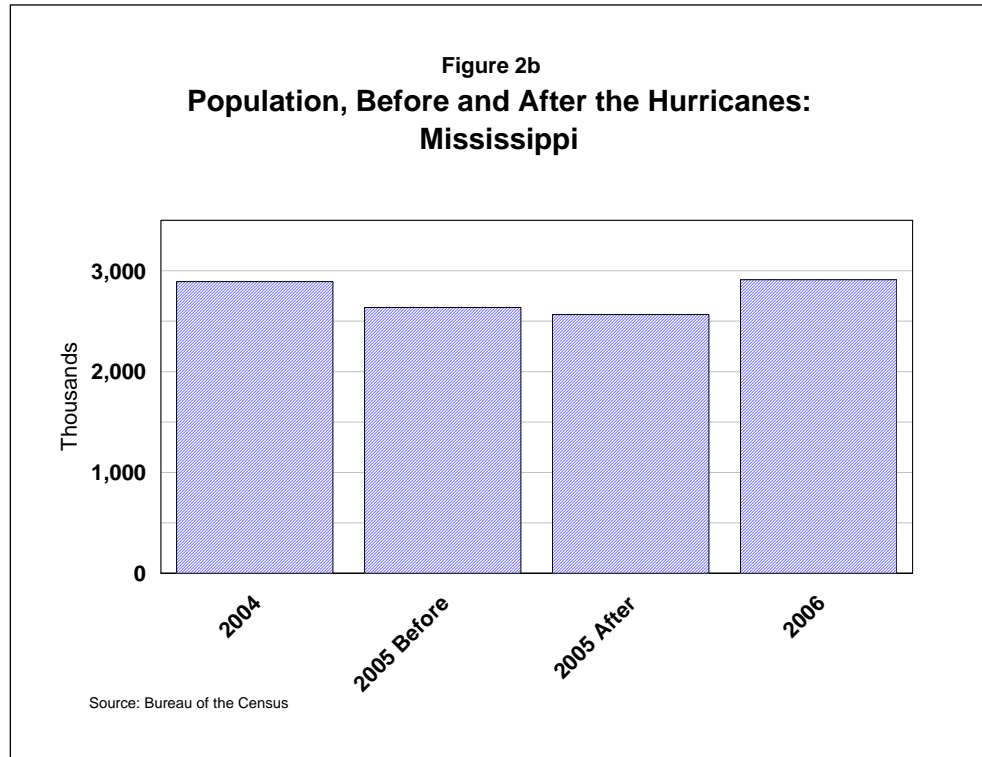 Figure 2b
Population, Before and After the Hurricanes:
Mississippi
3,000
2,000
1,000
0
Thousands
2004
2005 Before
2005 After
2006
Source: Bureau of the Census